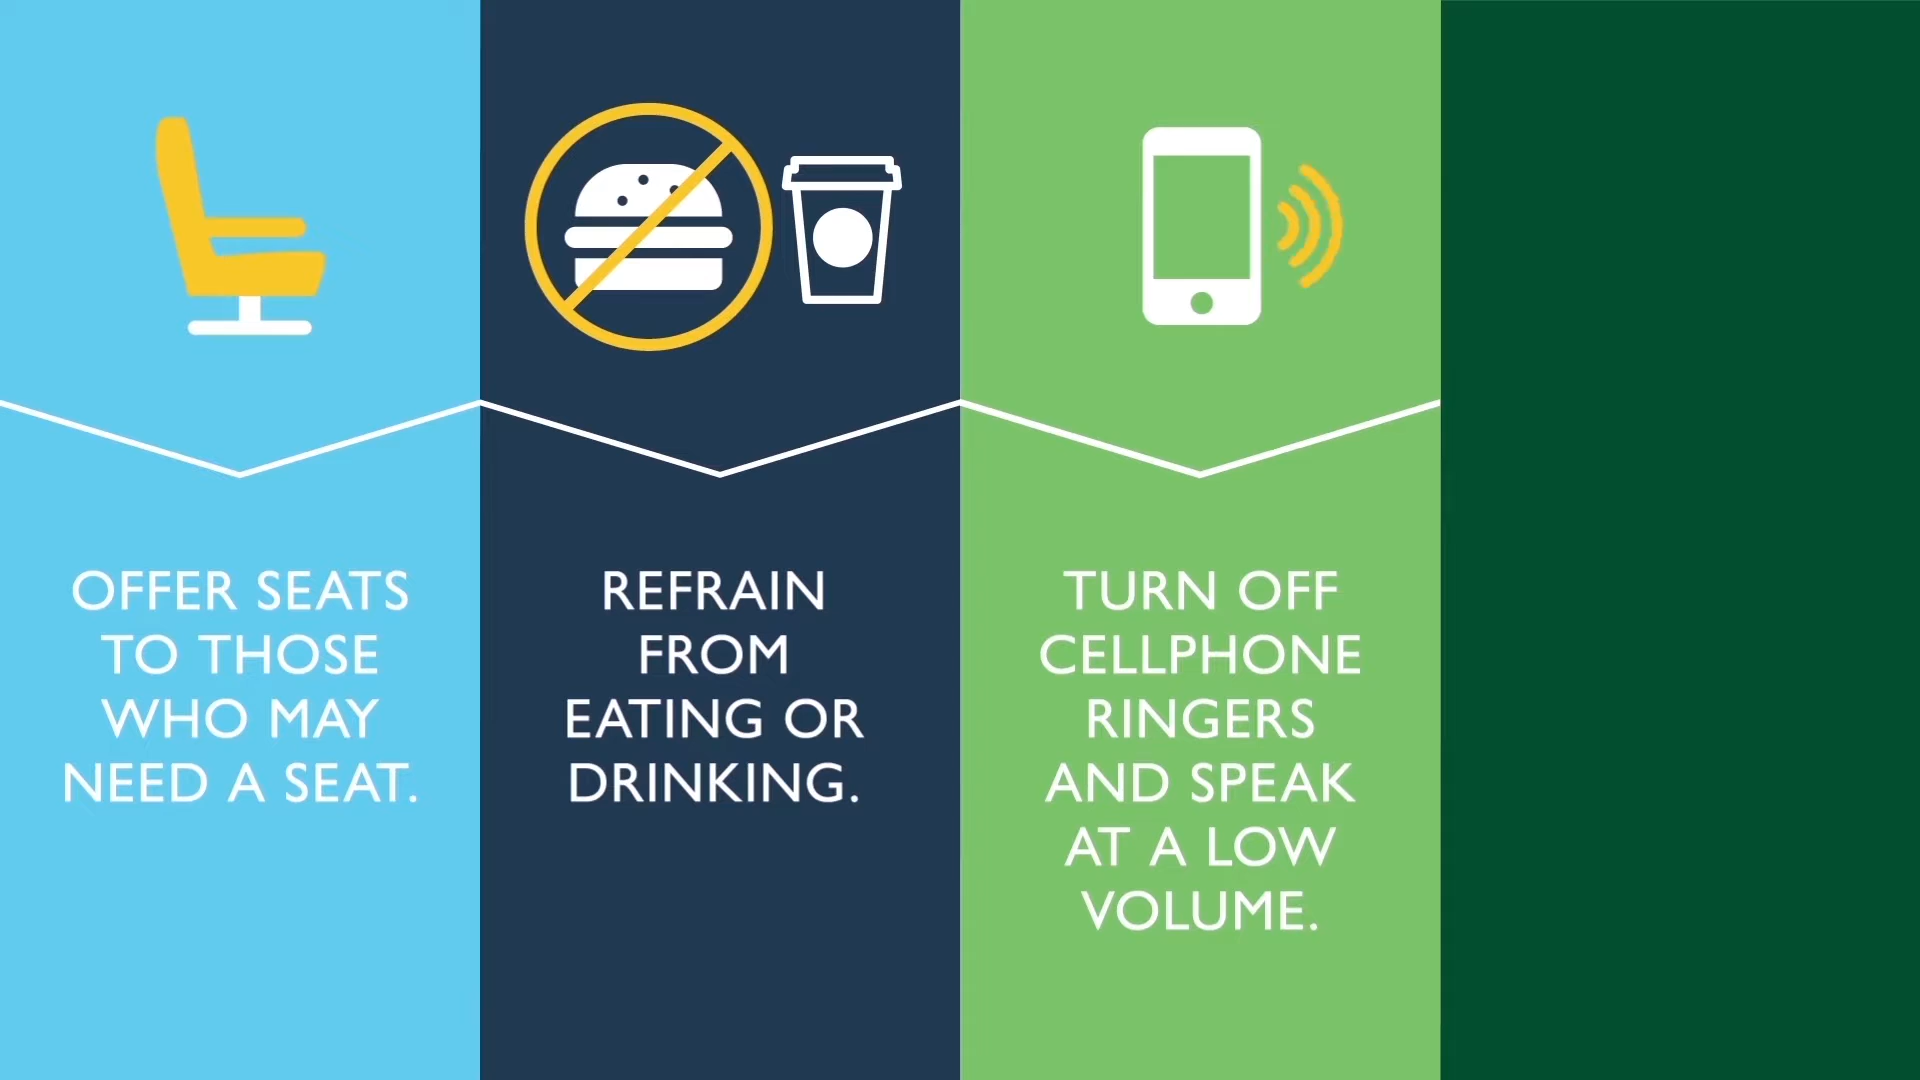 OFFER SEATS
TO THOSE
WHO MAY
NEED A SEAT.
REFRAIN
FROM
EATING OR
DRINKING.
TURN OFF
CELLPHONE
RINGERS
AND SPEAK
AT A LOW
VOLUME.